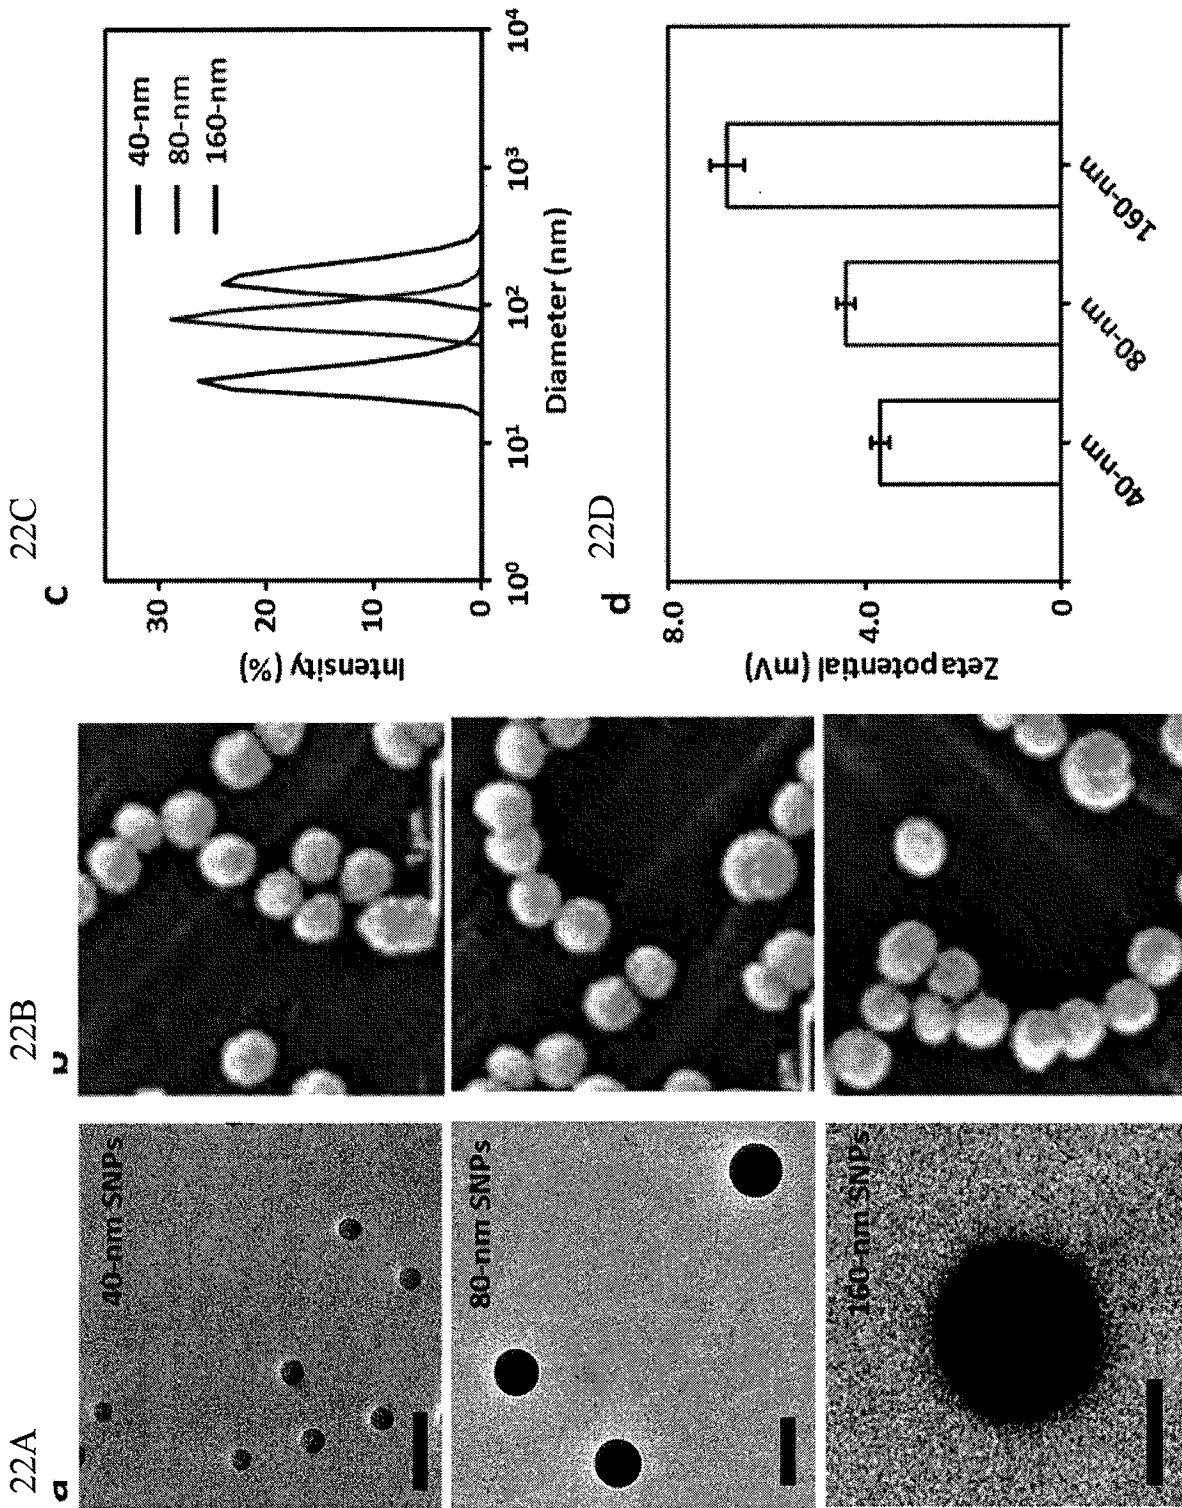 22A
a
40-nm SNPs
80-nm SNPs
160-nm SNPs
22B
b
22C
c
Intensity (%)
30
20
10
0
10⁰
10¹
10²
10³
10⁴
Diameter (nm)
40-nm
80-nm
160-nm
22D
d
Zeta potential (mV)
8.0
4.0
0
40-nm
80-nm
160-nm